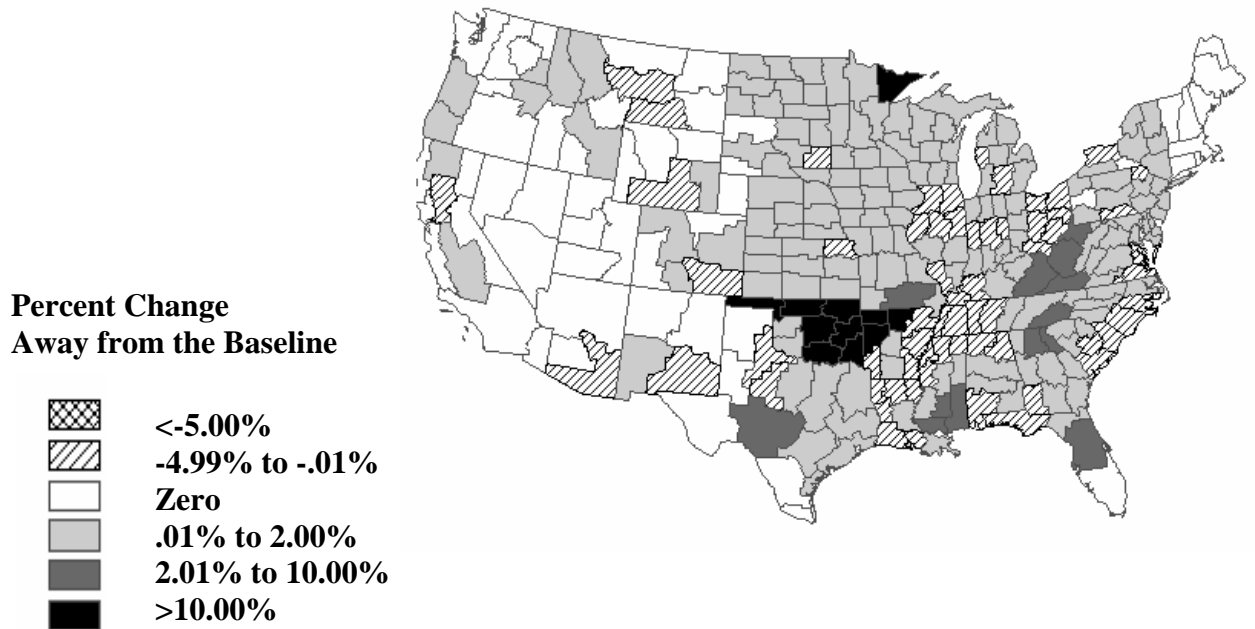 Percent Change
Away from the Baseline
<-5.00%
-4.99% to -.01%
Zero
.01% to 2.00%
2.01% to 10.00%
>10.00%